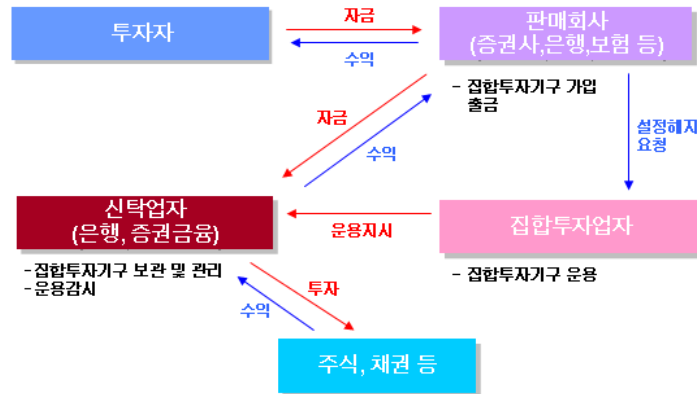 투자자
자금
수익
판매회사
(증권사,은행,보험 등)
- 집합투자기구 가입
출금
자금
수익
설정해지
요청
신탁업자
(은행, 증권금융)
운용지시
집합투자업자
-집합투자기구 보관 및 관리
-운용감시
- 집합투자기구 운용
투자
수익
주식, 채권 등